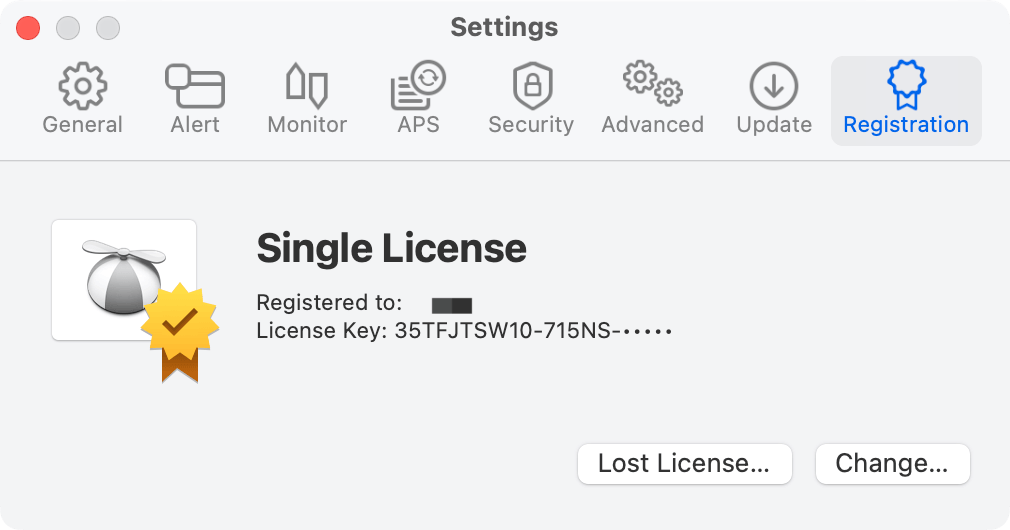 Settings
General Alert Monitor APS Security Advanced Update Registration
Single License
Registered to:
License Key: 35TFJTSW10-715NS-•••••
Lost License... Change...